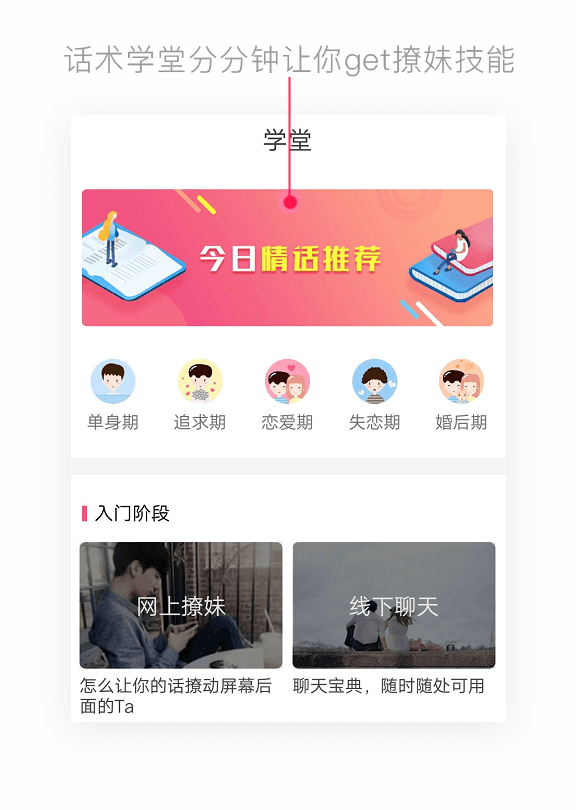 话术学堂分分钟让你get撩妹技能
学堂
今日情话推荐
单身期 追求期 恋爱期 失恋期 婚后期
入门阶段
网上撩妹 线下聊天
怎么让你的话撩动屏幕后
面的Ta
聊天宝典，随时随处可用